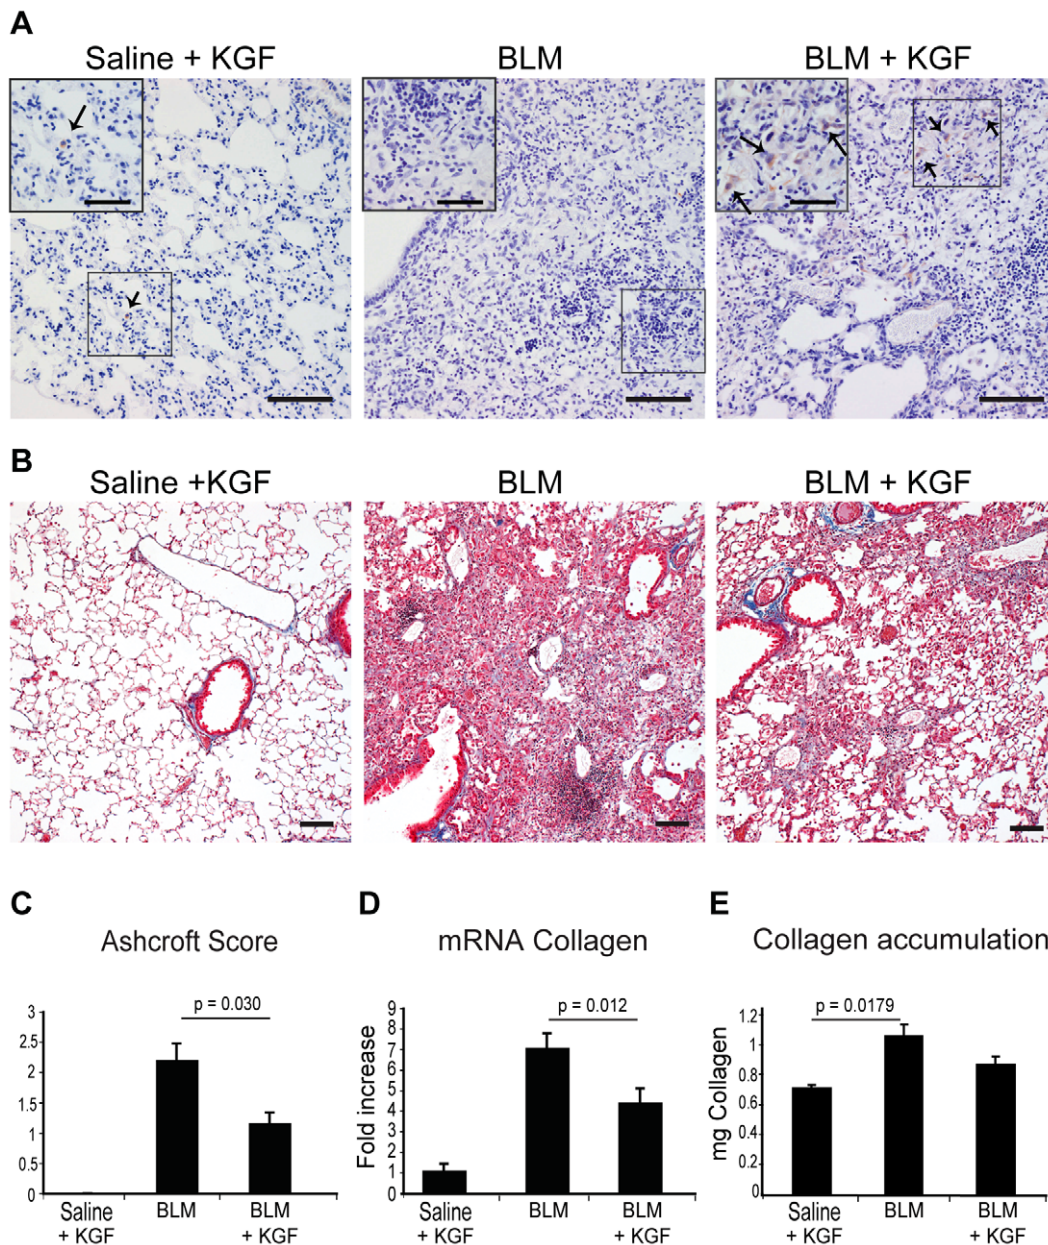 A
Saline + KGF
BLM
BLM + KGF
B
Saline +KGF
BLM
BLM + KGF
C
D
E
Ashcroft Score
mRNA Collagen
Collagen accumulation
p = 0.030
3
2.5
2
1.5
1
0.5
0
Saline
+ KGF
BLM
BLM
+ KGF
p = 0.012
Fold increase
9
8
7
6
5
4
3
2
1
0
Saline
+ KGF
BLM
BLM
+ KGF
p = 0.0179
mg Collagen
1.2
1
0.8
0.6
0.4
0.2
0
Saline
+ KGF
BLM
BLM
+ KGF